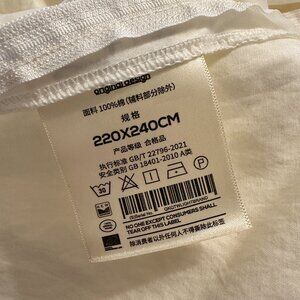 original design
面料 100%棉 (辅料部分除外)
规格
220X240CM
产品等级 合格品
执行标准 GB/T 22796-2021
安全类别 GB 18401-2010 A类
30
P
NO ONE EXCEPT CONSUMERS SHALL
TEAR OFF THIS LABEL
除消费者以外任何人不得撕除此标签